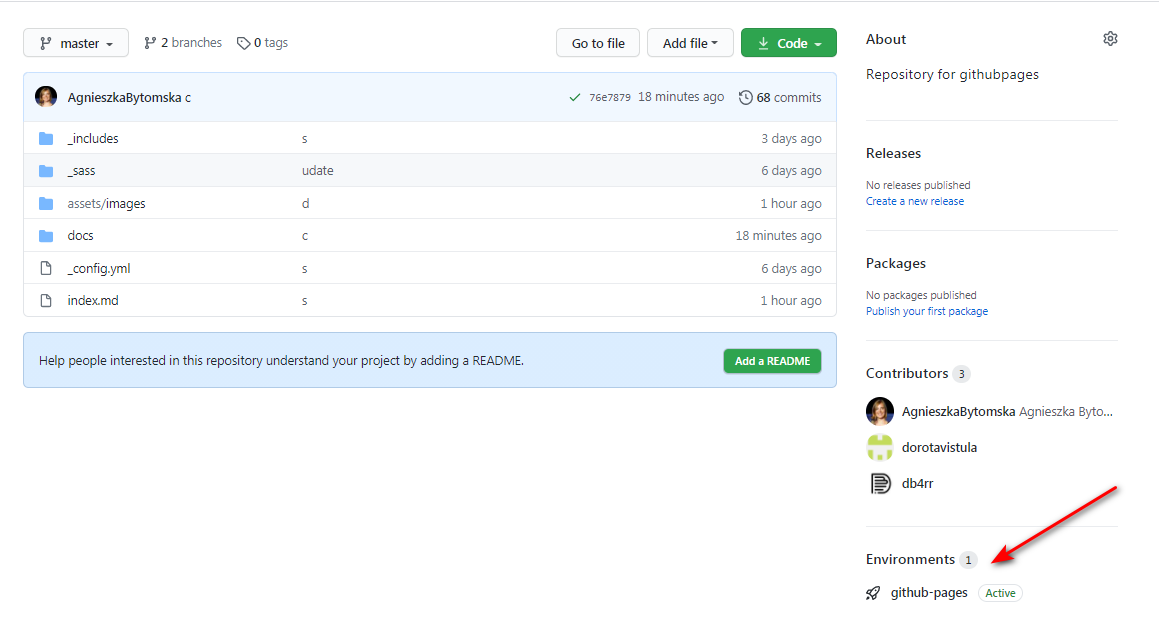 master
2 branches
0 tags
Go to file
Add file
Code
AgnieszkaBytomska c
76e7879 18 minutes ago
68 commits
_includes s 3 days ago
_sass udate 6 days ago
assets/images d 1 hour ago
docs c 18 minutes ago
_config.yml s 6 days ago
index.md s 1 hour ago
Help people interested in this repository understand your project by adding a README.
Add a README
About
Repository for githubpages
Releases
No releases published
Create a new release
Packages
No packages published
Publish your first package
Contributors 3
AgnieszkaBytomska Agnieszka Byto...
dorotavistula
db4rr
Environments 1
github-pages Active